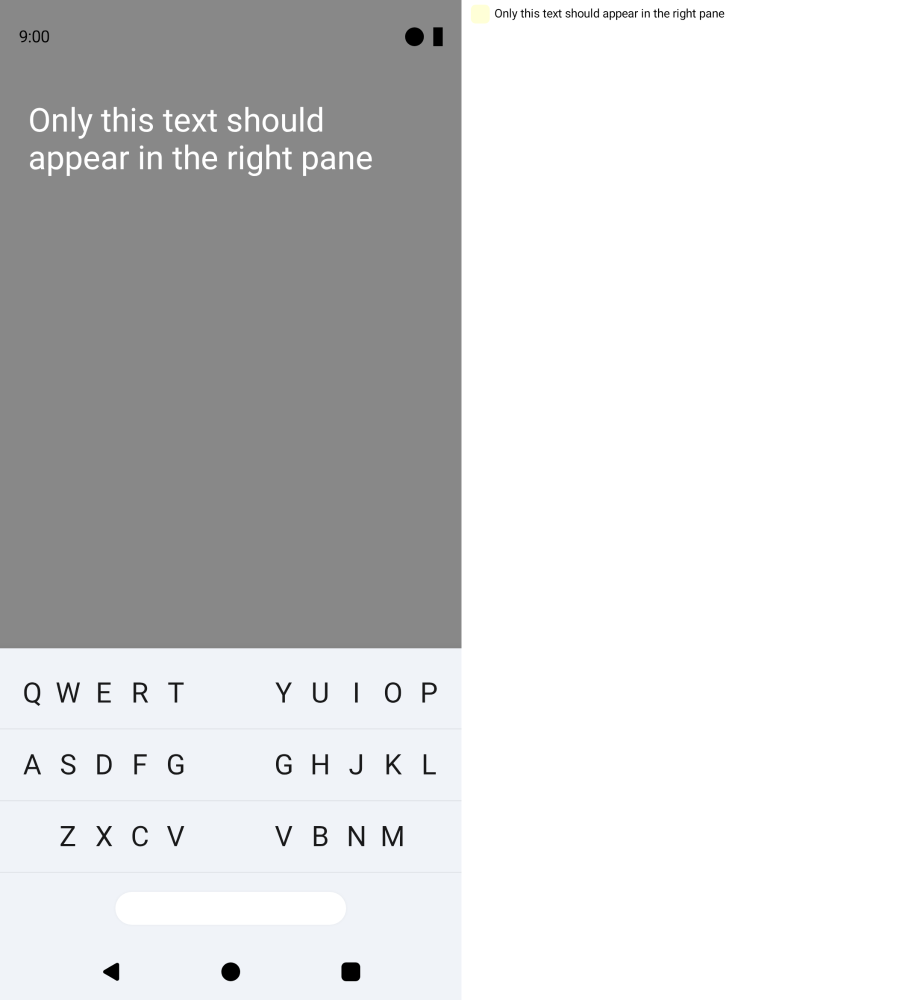 9:00
Only this text should
appear in the right pane
Q W E R T Y U I O P
A S D F G G H J K L
Z X C V V B N M
Only this text should appear in the right pane